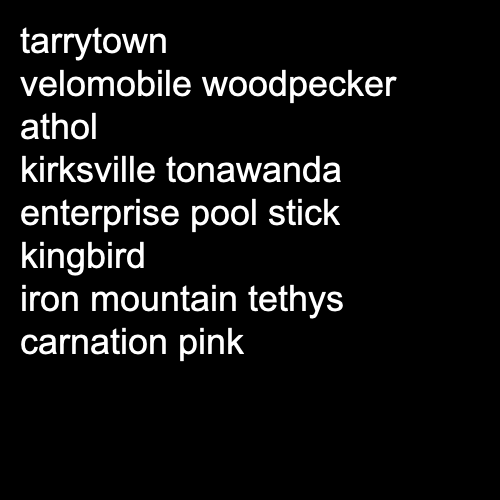 tarrytown
velomobile woodpecker
athol
kirksville tonawanda
enterprise pool stick
kingbird
iron mountain tethys
carnation pink